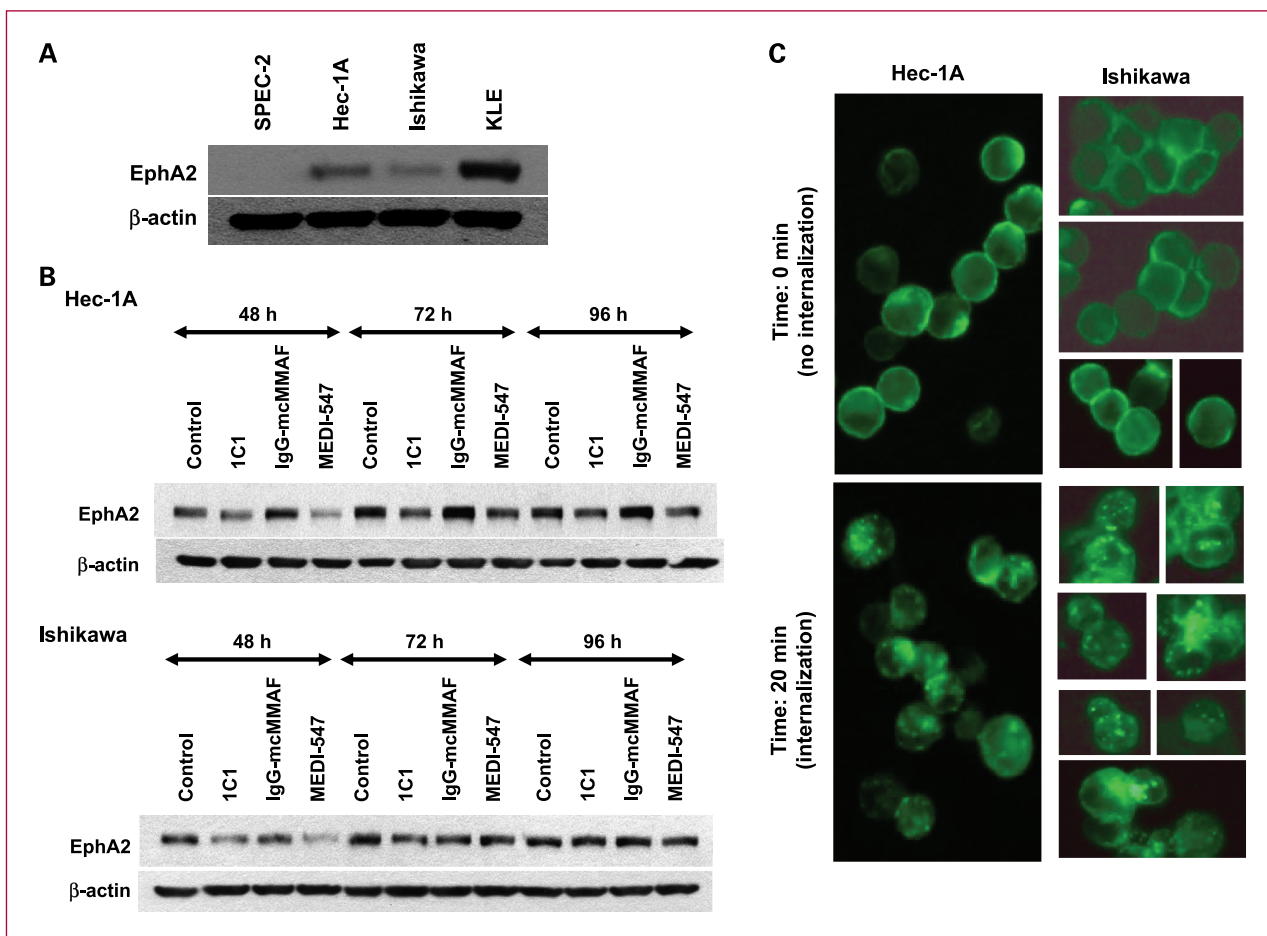 A
SPEC-2
Hec-1A
Ishikawa
KLE
EphA2
β-actin
B
Hec-1A
48 h
72 h
96 h
Control
1C1
IgG-mcMMAF
MEDI-547
Control
1C1
IgG-mcMMAF
MEDI-547
Control
1C1
IgG-mcMMAF
MEDI-547
EphA2
β-actin
Ishikawa
48 h
72 h
96 h
Control
1C1
IgG-mcMMAF
MEDI-547
Control
1C1
IgG-mcMMAF
MEDI-547
Control
1C1
IgG-mcMMAF
MEDI-547
EphA2
β-actin
C
Hec-1A
Ishikawa
Time: 0 min
(no internalization)
Time: 20 min
(internalization)